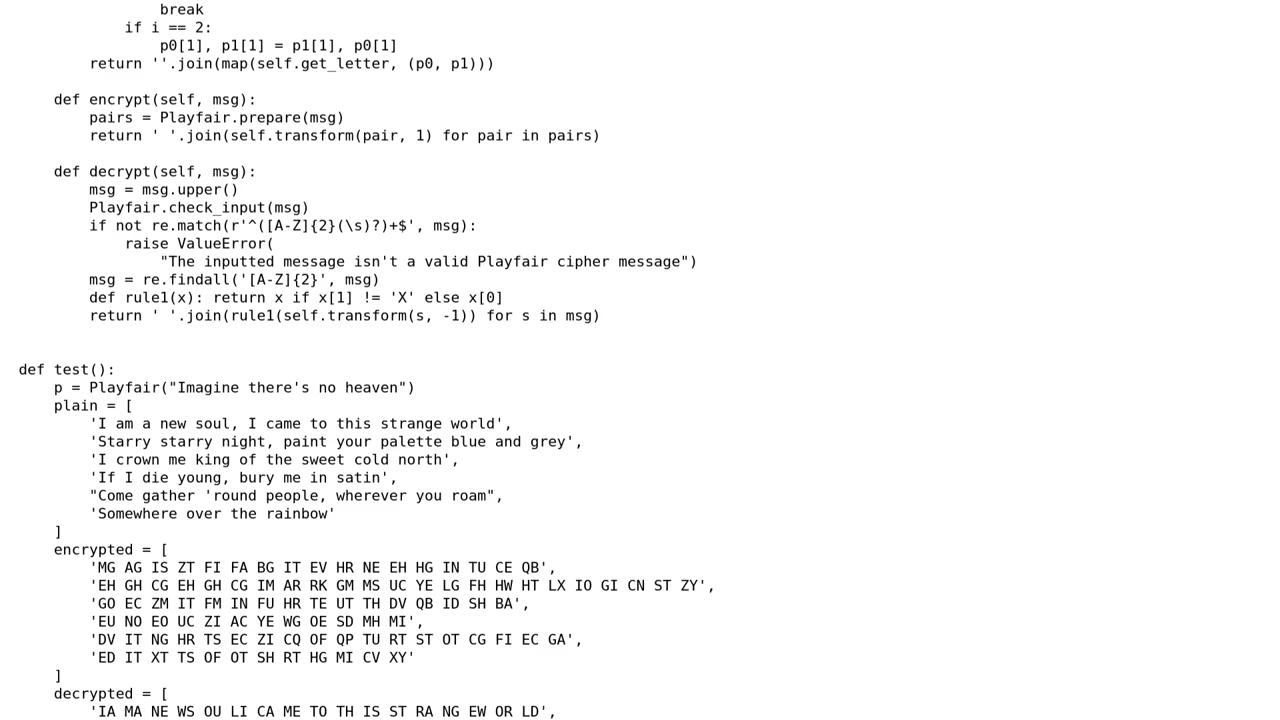 break
            if i == 2:
                p0[1], p1[1] = p1[1], p0[1]
        return ''.join(map(self.get_letter, (p0, p1)))

    def encrypt(self, msg):
        pairs = Playfair.prepare(msg)
        return ' '.join(self.transform(pair, 1) for pair in pairs)

    def decrypt(self, msg):
        msg = msg.upper()
        Playfair.check_input(msg)
        if not re.match(r'^([A-Z]{2}(\s)?)+$', msg):
            raise ValueError(
                "The inputted message isn't a valid Playfair cipher message")
        msg = re.findall('[A-Z]{2}', msg)
        def rule1(x): return x if x[1] != 'X' else x[0]
        return ' '.join(rule1(self.transform(s, -1)) for s in msg)


def test():
    p = Playfair("Imagine there's no heaven")
    plain = [
        'I am a new soul, I came to this strange world',
        'Starry starry night, paint your palette blue and grey',
        'I crown me king of the sweet cold north',
        'If I die young, bury me in satin',
        "Come gather 'round people, wherever you roam",
        'Somewhere over the rainbow'
    ]
    encrypted = [
        'MG AG IS ZT FI FA BG IT EV HR NE EH HG IN TU CE QB',
        'EH GH CG EH GH CG IM AR RK GM MS UC YE LG FH HW HT LX IO GI CN ST ZY',
        'GO EC ZM IT FM IN FU HR TE UT TH DV QB ID SH BA',
        'EU NO EO UC ZI AC YE WG OE SD MH MI',
        'DV IT NG HR TS EC ZI CQ OF QP TU RT ST OT CG FI EC GA',
        'ED IT XT TS OF OT SH RT HG MI CV XY'
    ]
    decrypted = [
        'IA MA NE WS OU LI CA ME TO TH IS ST RA NG EW OR LD',